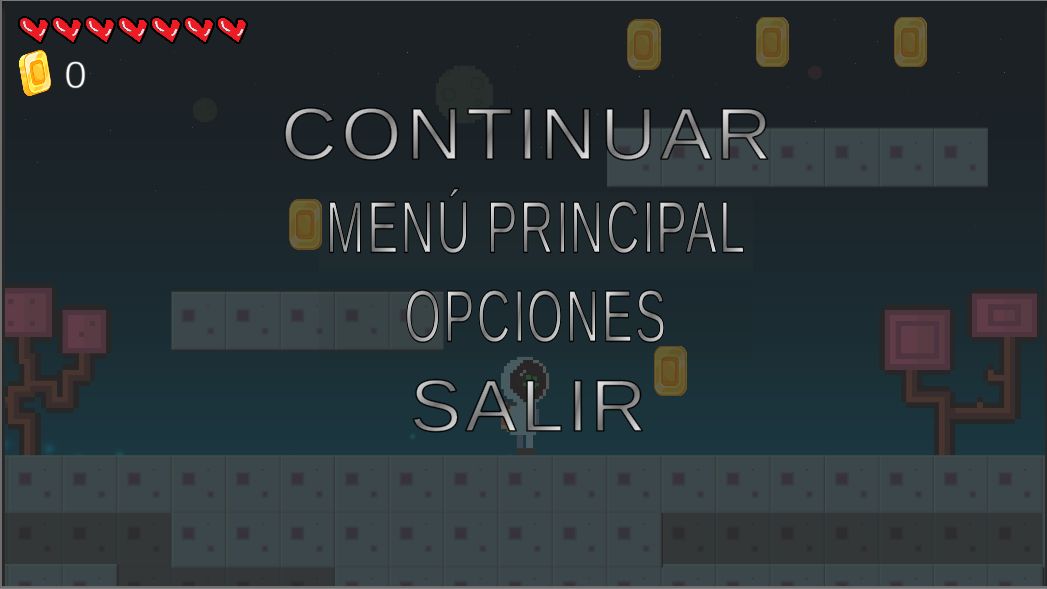 0
CONTINUAR
MENÚ PRINCIPAL
OPCIONES
SALIR